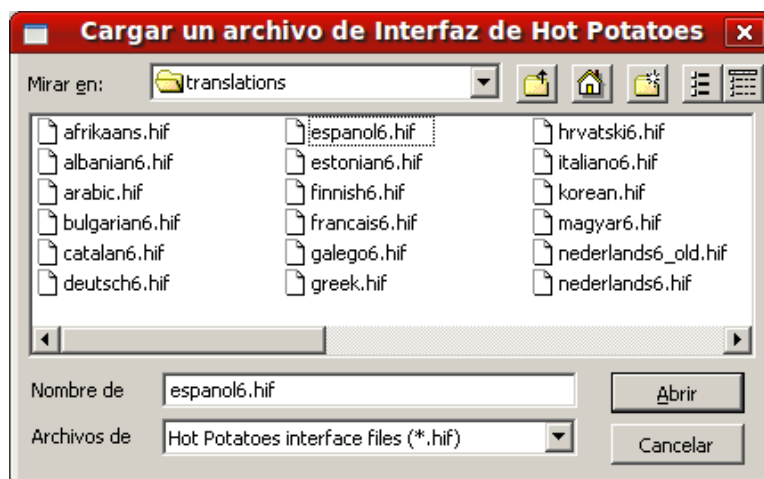 Cargar un archivo de Interfaz de Hot Potatoes
Mirar en: translations
afrikaans.hif espanol6.hif hrvatski6.hif
albanian6.hif estonian6.hif italiano6.hif
arabic.hif finnish6.hif korean.hif
bulgarian6.hif francais6.hif magyar6.hif
catalan6.hif galego6.hif nederlands6_old.hif
deutsch6.hif greek.hif nederlands6.hif
Nombre de espanol6.hif Abrir
Archivos de Hot Potatoes interface files (*.hif) Cancelar